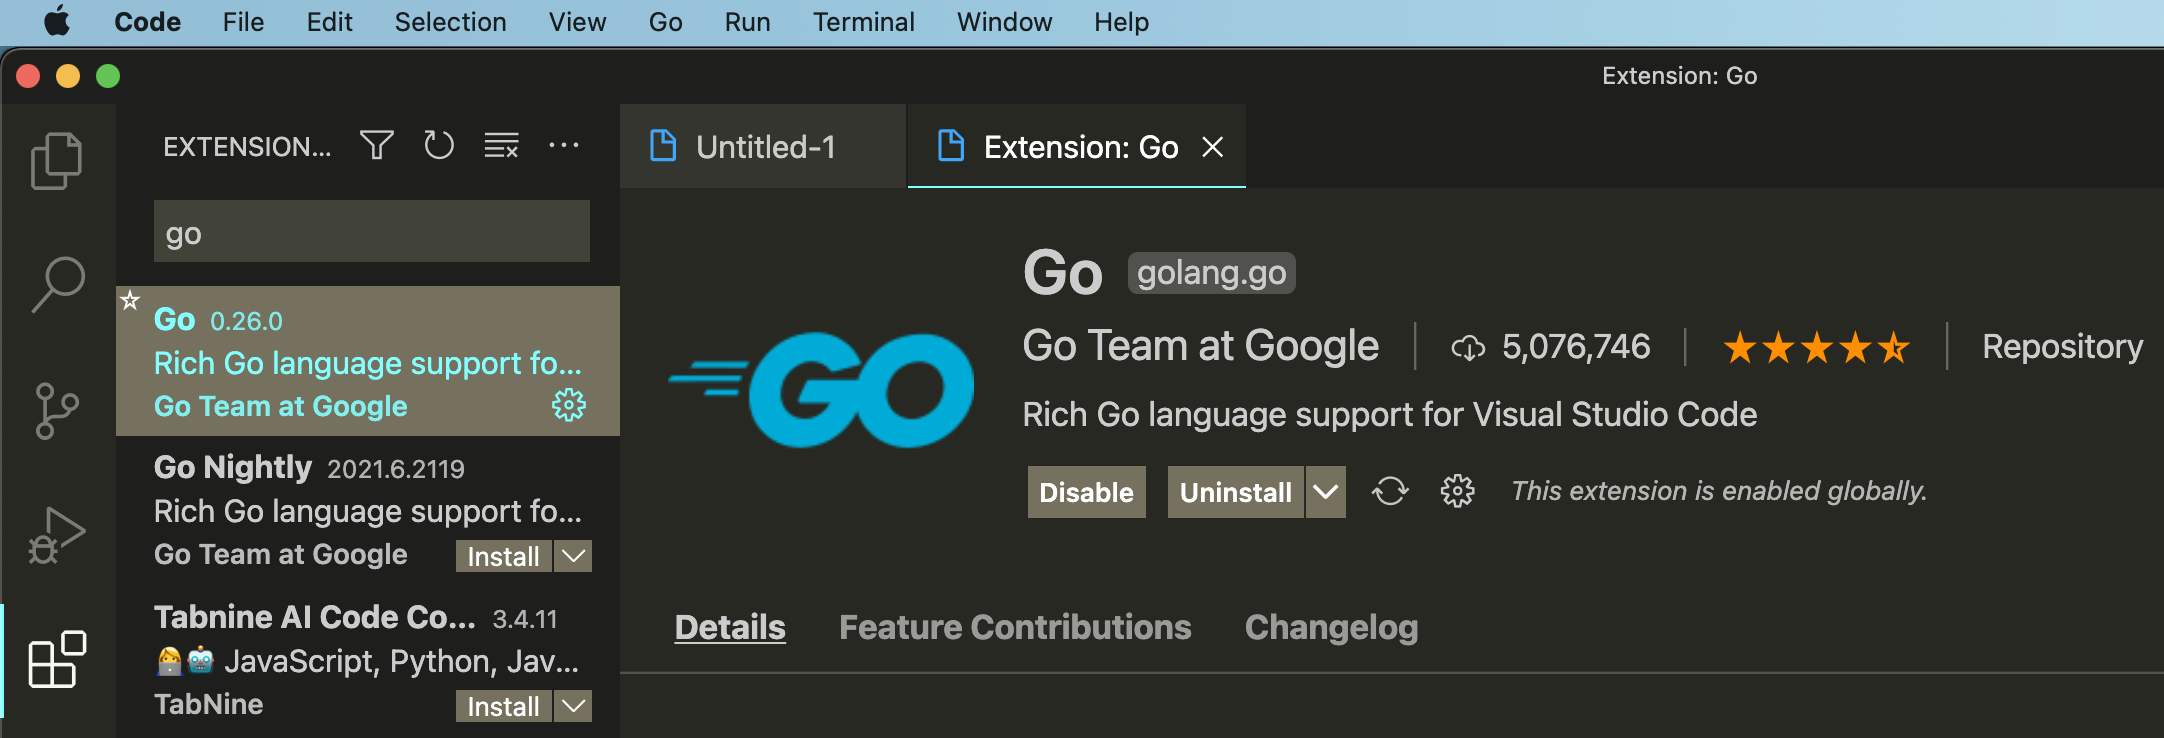 Code File Edit Selection View Go Run Terminal Window Help
Extension: Go
EXTENSION...
Untitled-1
Extension: Go
go
Go 0.26.0
Rich Go language support fo...
Go Team at Google
Go Nightly 2021.6.2119
Rich Go language support fo...
Go Team at Google Install
Tabnine AI Code Co... 3.4.11
JavaScript, Python, Jav...
TabNine Install
GO
Go golang.go
Go Team at Google 5,076,746 Repository
Rich Go language support for Visual Studio Code
Disable Uninstall This extension is enabled globally.
Details Feature Contributions Changelog